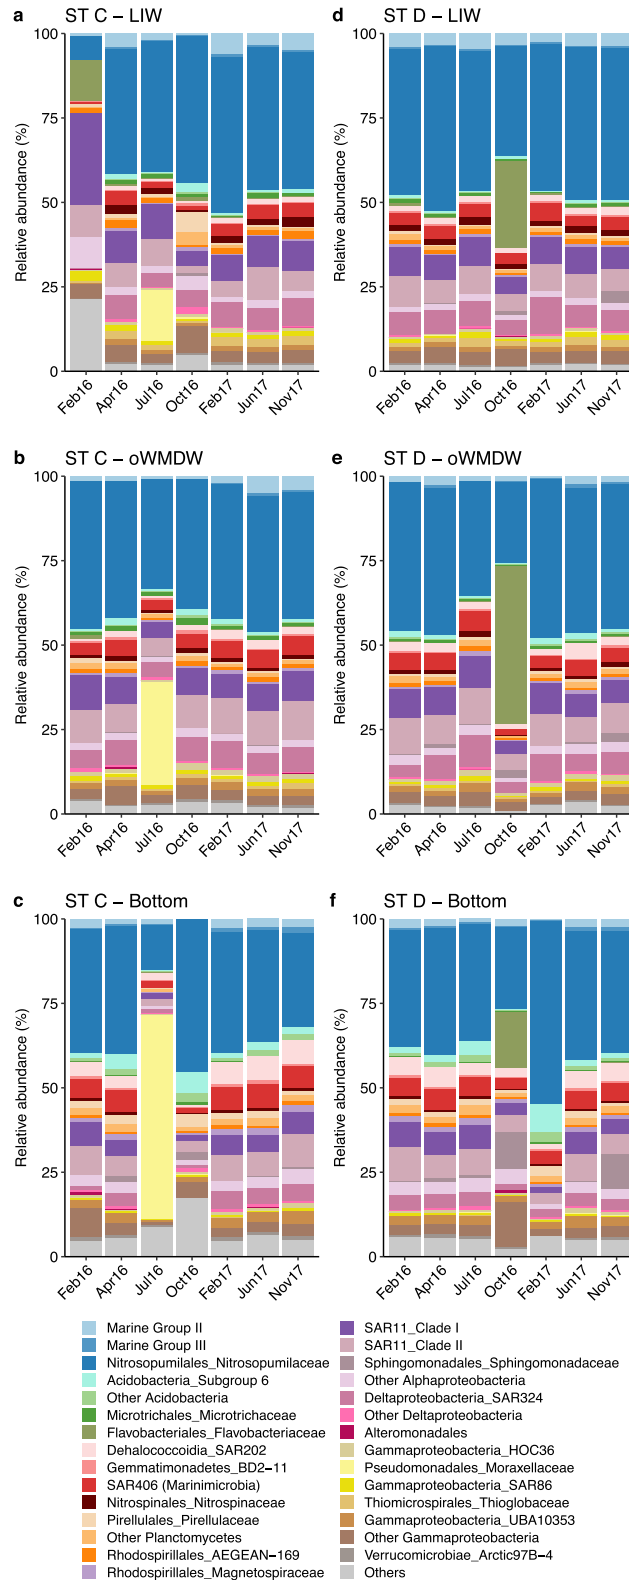 a ST C – LIW
Relative abundance (%)
100
75
50
25
0
Feb16 Apr16 Jul16 Oct16 Feb17 Jun17 Nov17
d ST D – LIW
Relative abundance (%)
100
75
50
25
0
Feb16 Apr16 Jul16 Oct16 Feb17 Jun17 Nov17
b ST C – oWMDW
Relative abundance (%)
100
75
50
25
0
Feb16 Apr16 Jul16 Oct16 Feb17 Jun17 Nov17
e ST D – oWMDW
Relative abundance (%)
100
75
50
25
0
Feb16 Apr16 Jul16 Oct16 Feb17 Jun17 Nov17
c ST C – Bottom
Relative abundance (%)
100
75
50
25
0
Feb16 Apr16 Jul16 Oct16 Feb17 Jun17 Nov17
f ST D – Bottom
Relative abundance (%)
100
75
50
25
0
Feb16 Apr16 Jul16 Oct16 Feb17 Jun17 Nov17
Marine Group II
Marine Group III
Nitrosopumilales_Nitrosopumilaceae
Acidobacteria_Subgroup 6
Other Acidobacteria
Microtrichales_Microtrichaceae
Flavobacteriales_Flavobacteriaceae
Dehalococcoidia_SAR202
Gemmatimonadetes_BD2−11
SAR406 (Marinimicrobia)
Nitrospinales_Nitrospinaceae
Pirellulales_Pirellulaceae
Other Planctomycetes
Rhodospirillales_AEGEAN−169
Rhodospirillales_Magnetospiraceae
SAR11_Clade I
SAR11_Clade II
Sphingomonadales_Sphingomonadaceae
Other Alphaproteobacteria
Deltaproteobacteria_SAR324
Other Deltaproteobacteria
Alteromonadales
Gammaproteobacteria_HOC36
Pseudomonadales_Moraxellaceae
Gammaproteobacteria_SAR86
Thiomicrospirales_Thioglobaceae
Gammaproteobacteria_UBA10353
Other Gammaproteobacteria
Verrucomicrobiae_Arctic97B−4
Others